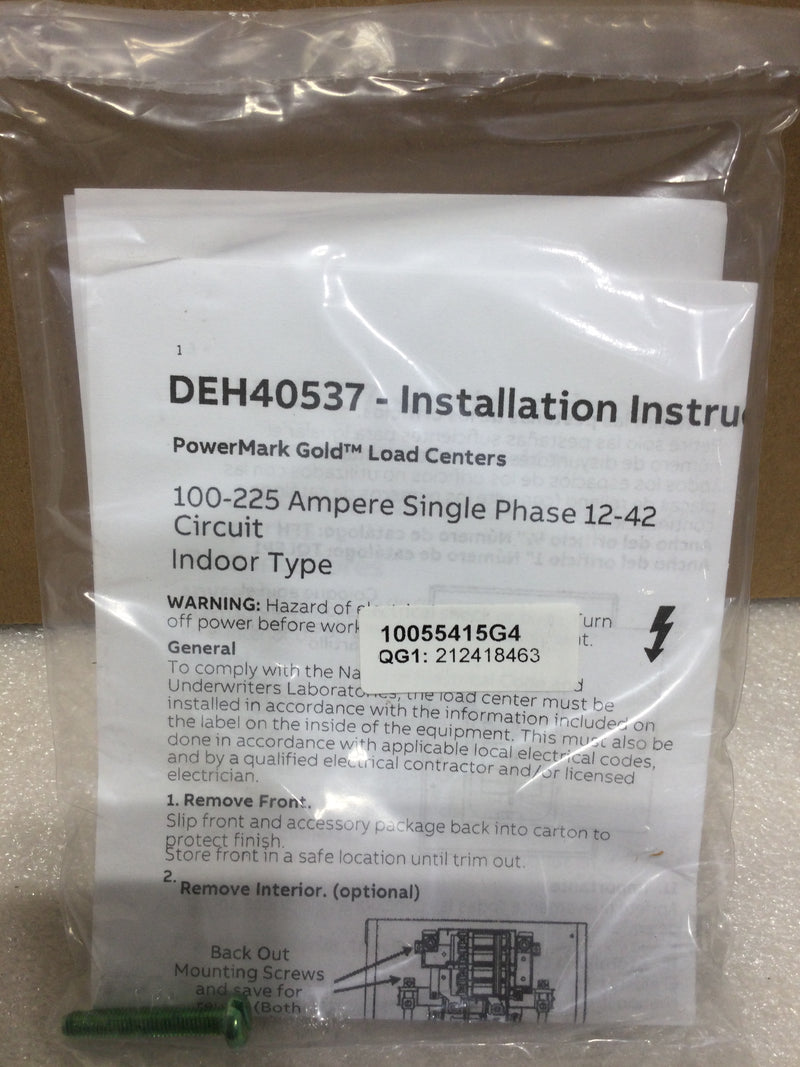 1
DEH40537 - Installation Instruc
PowerMark Gold™ Load Centers
100-225 Ampere Single Phase 12-42
Circuit
Indoor Type
WARNING: Hazard of Turn
off power before work
10055415G4
QG1: 212418463
General
To comply with the Na
Underwriters Laboratories, the load center must be
installed in accordance with the information included on
the label on the inside of the equipment. This must also be
done in accordance with applicable local electrical codes,
and by a qualified electrical contractor and/or licensed
electrician.
1. Remove Front.
Slip front and accessory package back into carton to
protect finish.
Store front in a safe location until trim out.
2. Remove Interior. (optional)
Back Out
Mounting Screws
and save for
(Both